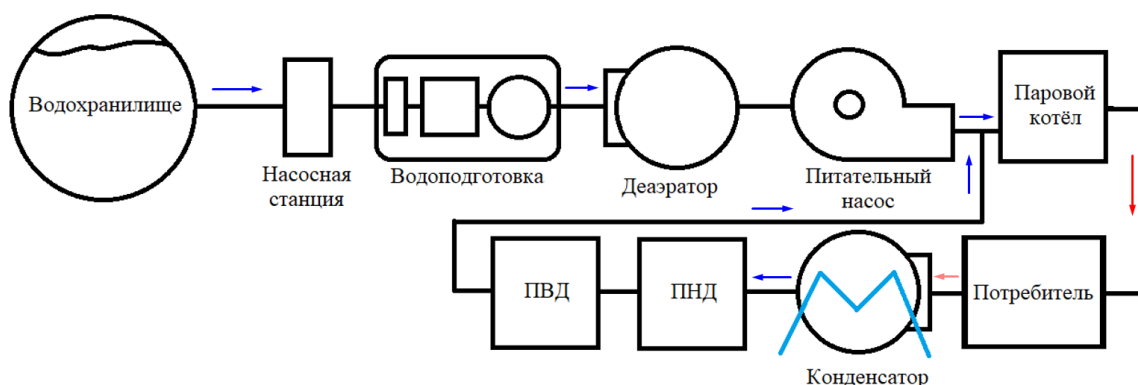 Водохранилище
Насосная
станция
Водоподготовка
Деаэратор
Питательный
насос
Паровой
котёл
ПВД
ПНД
Конденсатор
Потребитель